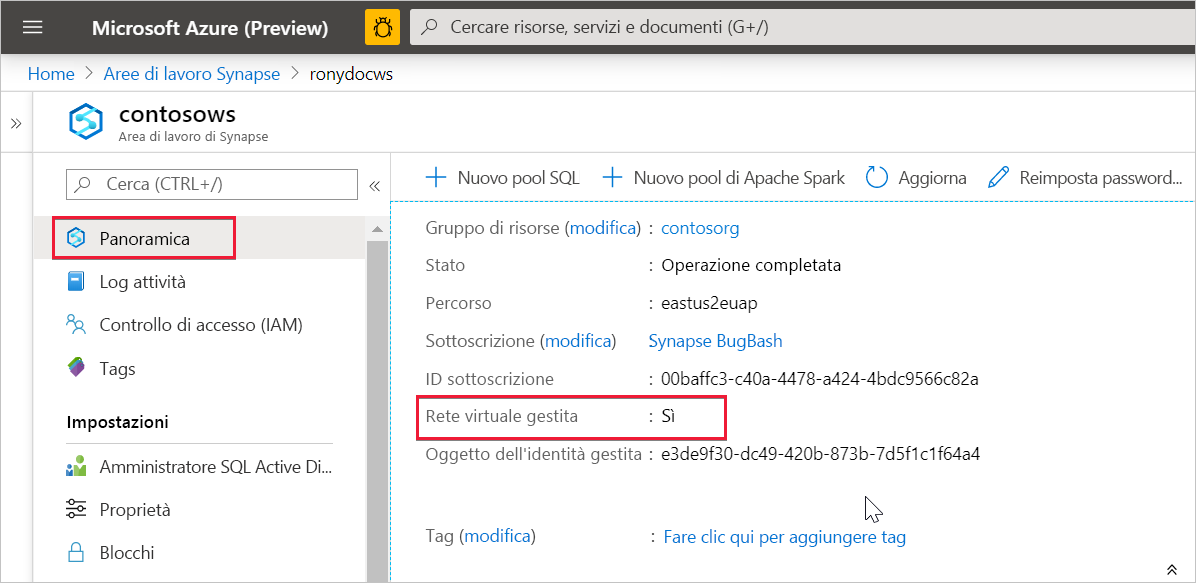 Microsoft Azure (Preview)
Cercare risorse, servizi e documenti (G+/)
Home > Aree di lavoro Synapse > ronydocws
contosows
Area di lavoro di Synapse
Cerca (CTRL+/)
Panoramica
Log attività
Controllo di accesso (IAM)
Tags
Impostazioni
Amministratore SQL Active Di...
Proprietà
Blocchi
Nuovo pool SQL
Nuovo pool di Apache Spark
Aggiorna
Reimposta password...
Gruppo di risorse (modifica) : contosorg
Stato : Operazione completata
Percorso : eastus2euap
Sottoscrizione (modifica) Synapse BugBash
ID sottoscrizione : 00baffc3-c40a-4478-a424-4bdc9566c82a
Rete virtuale gestita : Sì
Oggetto dell'identità gestita : e3de9f30-dc49-420b-873b-7d5f1c1f64a4
Tag (modifica) : Fare clic qui per aggiungere tag